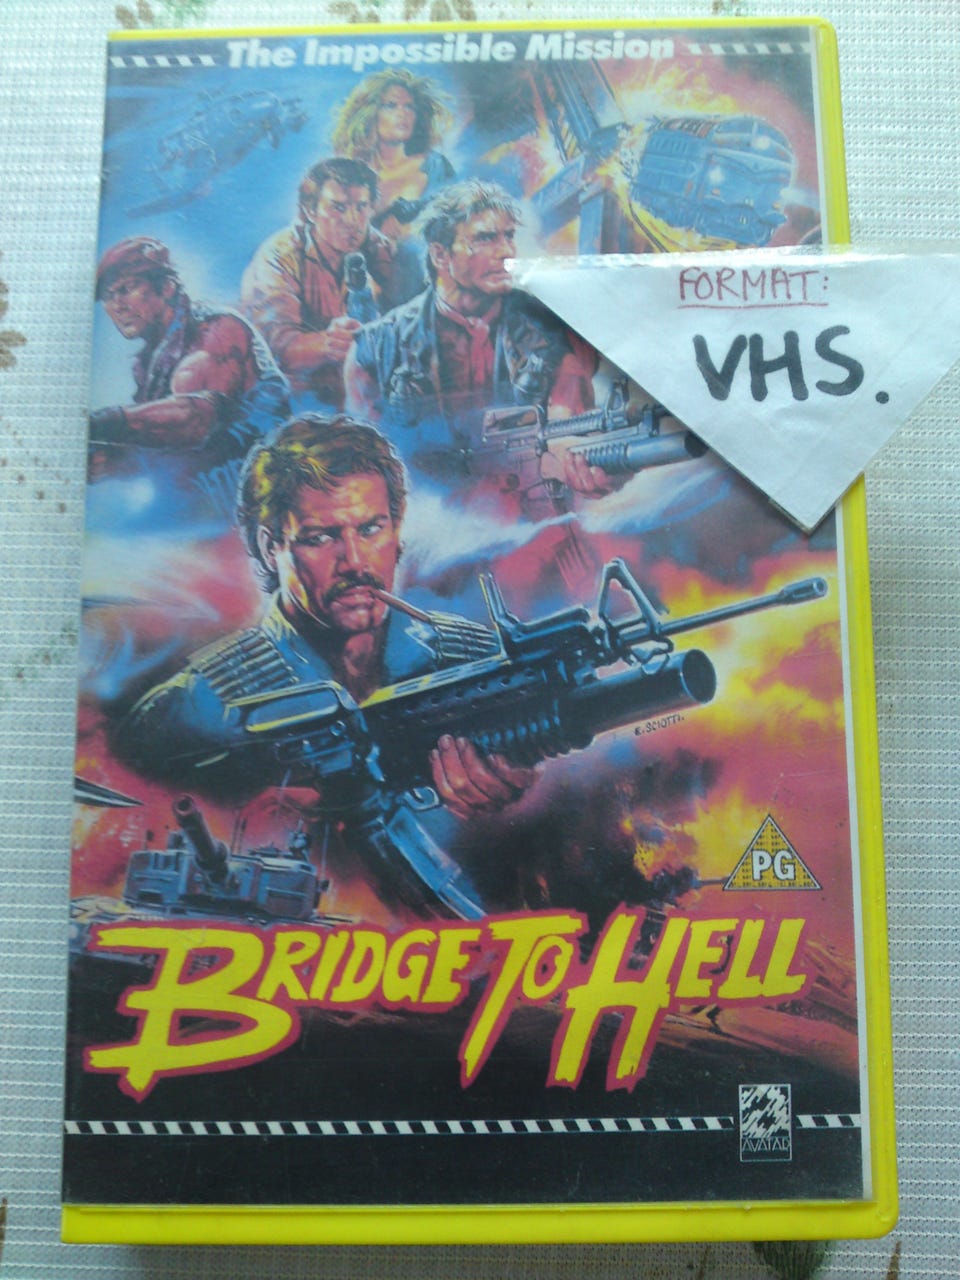 The Impossible Mission
FORMAT:
VHS.
E. SCIOTTI.
PG
BRIDGE TO HELL
AVATAR